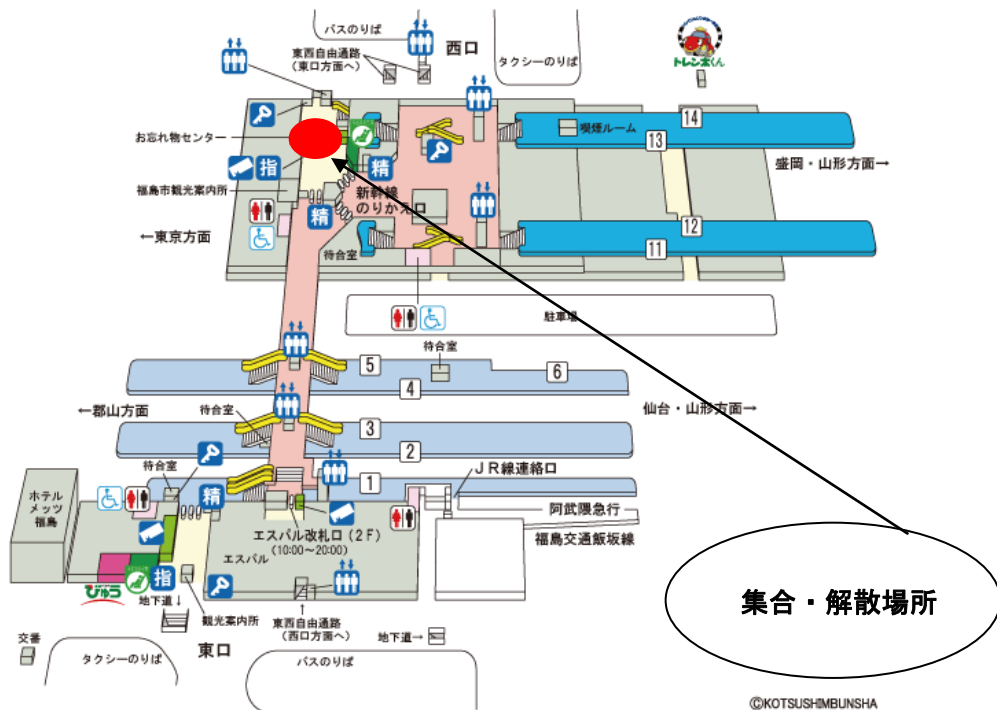 バスのりば
西口
東西自由通路
(東口方面へ)
タクシーのりば
トレン太くん
お忘れ物センター
喫煙ルーム
14
13
盛岡・山形方面→
指
精
福島市観光案内所
新幹線
のりかえ口
精
←東京方面
待合室
12
11
駐車場
待合室
5
6
4
←郡山方面
待合室
仙台・山形方面→
3
2
待合室
1
JR線連絡口
ホテル
メッツ
福島
精
阿武隈急行
エスパル改札口(2F)
(10:00~20:00)
福島交通飯坂線
エスパル
びゅう
指
地下道↓
観光案内所
東西自由通路
(西口方面へ)
地下道→
交番
東口
タクシーのりば
バスのりば
集合・解散場所
©KOTSUSHIMBUNSHA